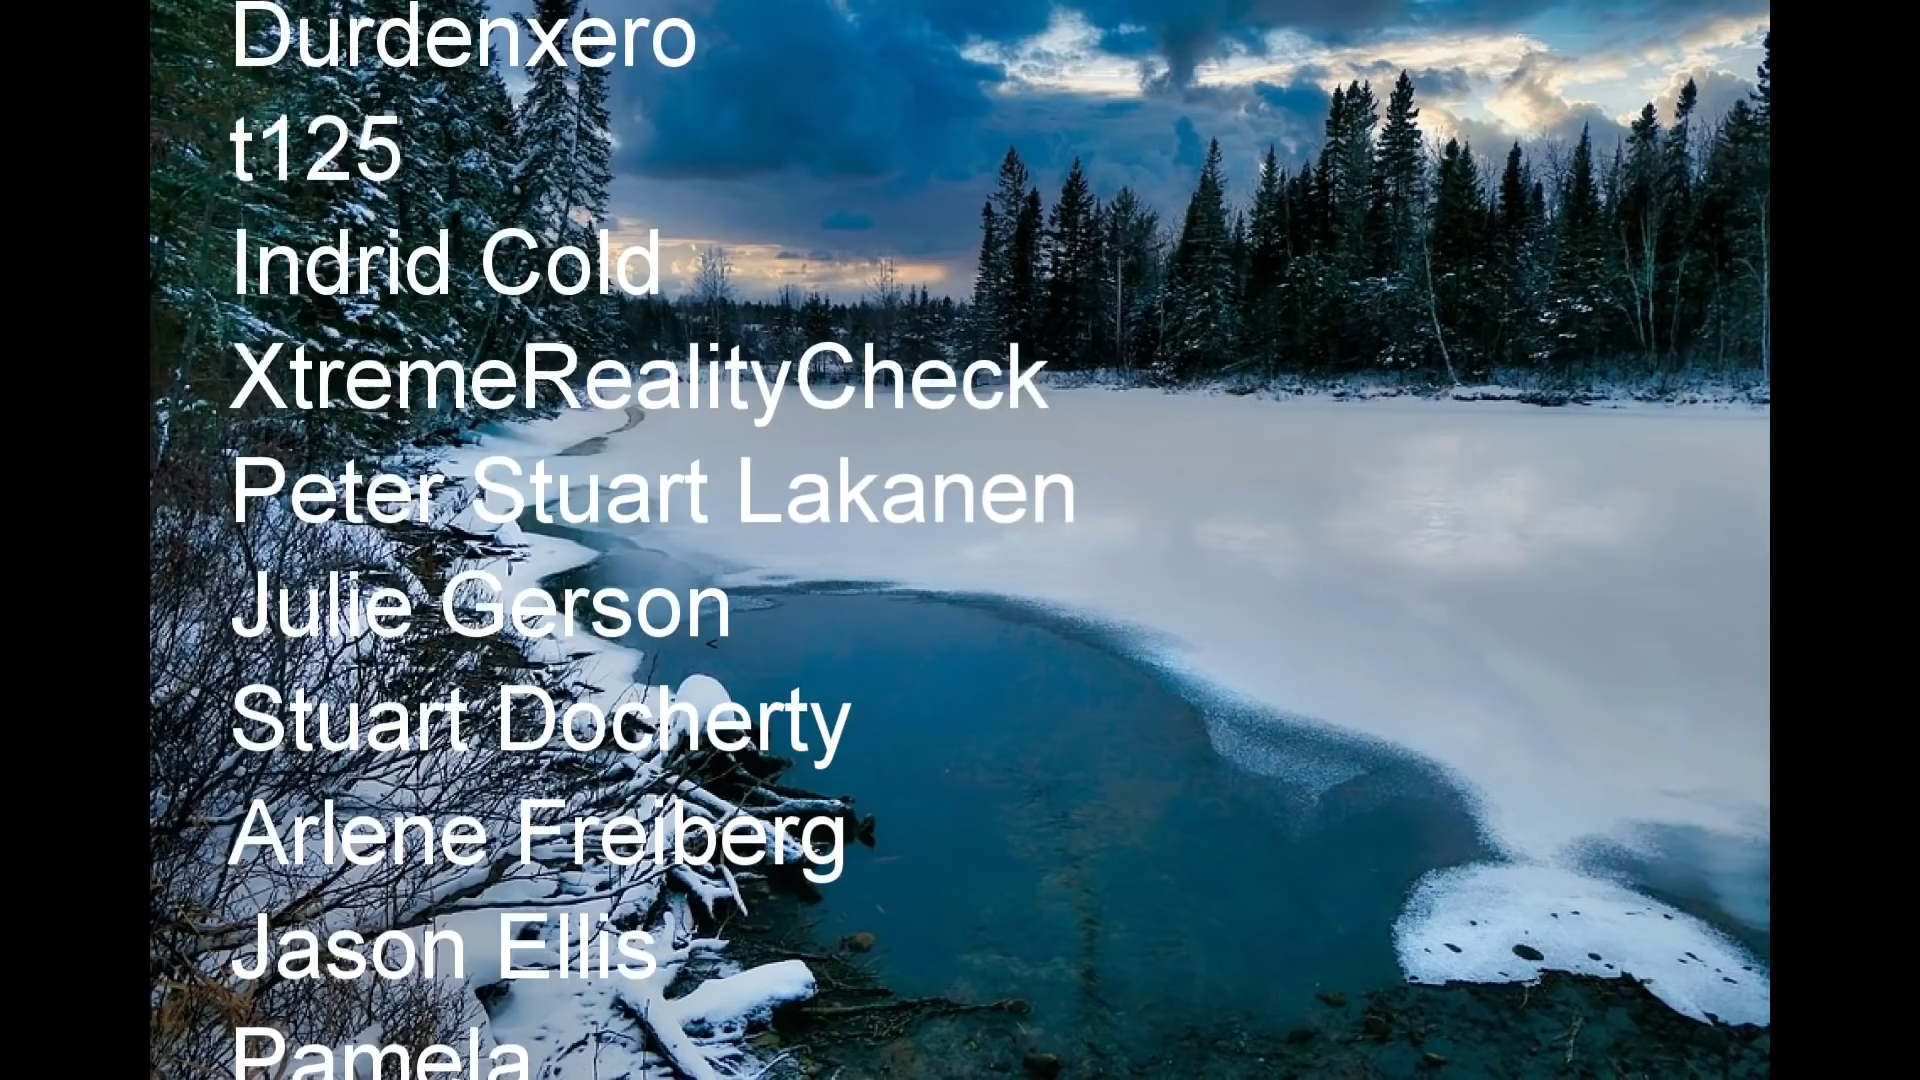 Durdenxero
t125
Indrid Cold
XtremeRealityCheck
Peter Stuart Lakanen
Julie Gerson
Stuart Docherty
Arlene Freiberg
Jason Ellis
Pamela